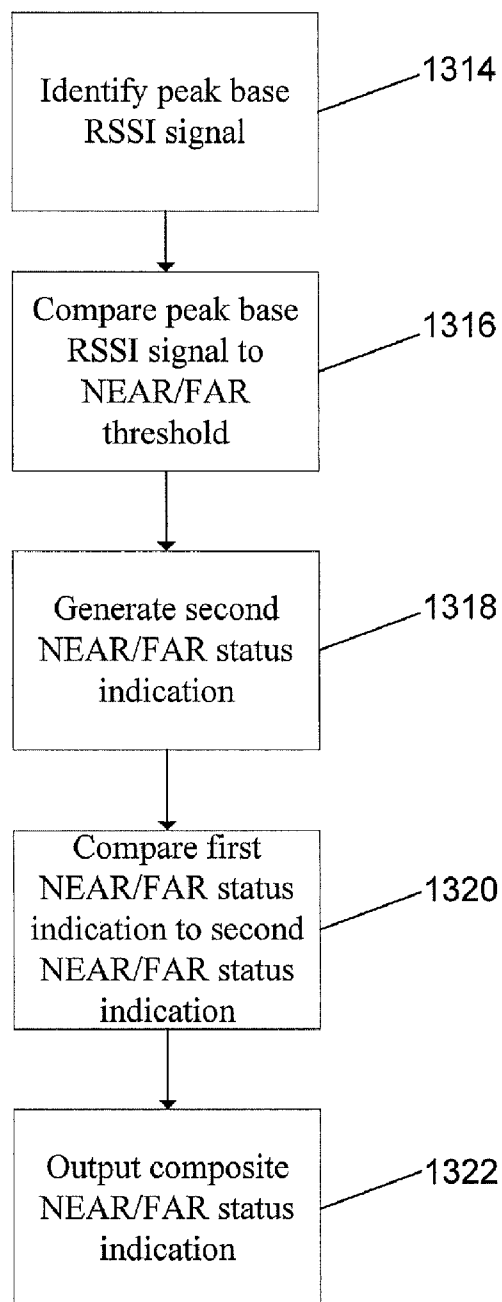 Identify peak base
RSSI signal
1314
Compare peak base
RSSI signal to
NEAR/FAR
threshold
1316
Generate second
NEAR/FAR status
indication
1318
Compare first
NEAR/FAR status
indication to second
NEAR/FAR status
indication
1320
Output composite
NEAR/FAR status
indication
1322